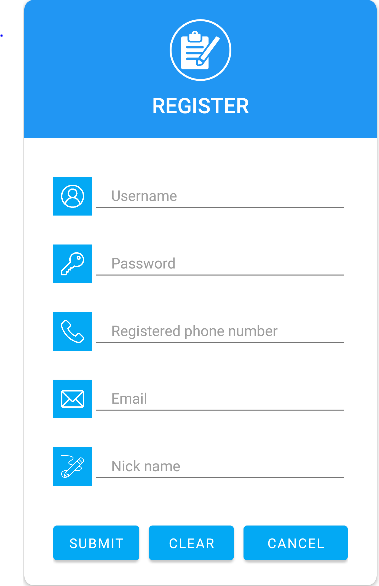 REGISTER
Username
Password
Registered phone number
Email
Nick name
SUBMIT CLEAR CANCEL